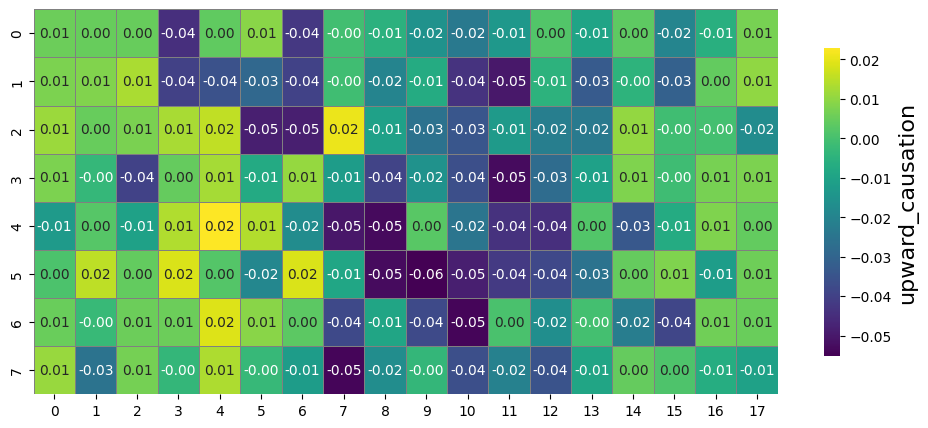 0 0.01 0.00 0.00 -0.04 0.00 0.01 -0.04 -0.00 -0.01 -0.02 -0.02 -0.01 0.00 -0.01 0.00 -0.02 -0.01 0.01
1 0.01 0.01 0.01 -0.04 -0.04 -0.03 -0.04 -0.00 -0.02 -0.01 -0.04 -0.05 -0.01 -0.03 -0.00 -0.03 0.00 0.01
2 0.01 0.00 0.01 0.01 0.02 -0.05 -0.05 0.02 -0.01 -0.03 -0.03 -0.01 -0.02 -0.02 0.01 -0.00 -0.00 -0.02
3 0.01 -0.00 -0.04 0.00 0.01 -0.01 0.01 -0.01 -0.04 -0.02 -0.04 -0.05 -0.03 -0.01 0.01 -0.00 0.01 0.01
4 -0.01 0.00 -0.01 0.01 0.02 0.01 -0.02 -0.05 -0.05 0.00 -0.02 -0.04 -0.04 0.00 -0.03 -0.01 0.01 0.00
5 0.00 0.02 0.00 0.02 0.00 -0.02 0.02 -0.01 -0.05 -0.06 -0.05 -0.04 -0.04 -0.03 0.00 0.01 -0.01 0.01
6 0.01 -0.00 0.01 0.01 0.02 0.01 0.00 -0.04 -0.01 -0.04 -0.05 0.00 -0.02 -0.00 -0.02 -0.04 0.01 0.01
7 0.01 -0.03 0.01 -0.00 0.01 -0.00 -0.01 -0.05 -0.02 -0.00 -0.04 -0.02 -0.04 -0.01 0.00 0.00 -0.01 -0.01
0 1 2 3 4 5 6 7 8 9 10 11 12 13 14 15 16 17
0.02
0.01
0.00
−0.01
−0.02
−0.03
−0.04
−0.05
upward_causation